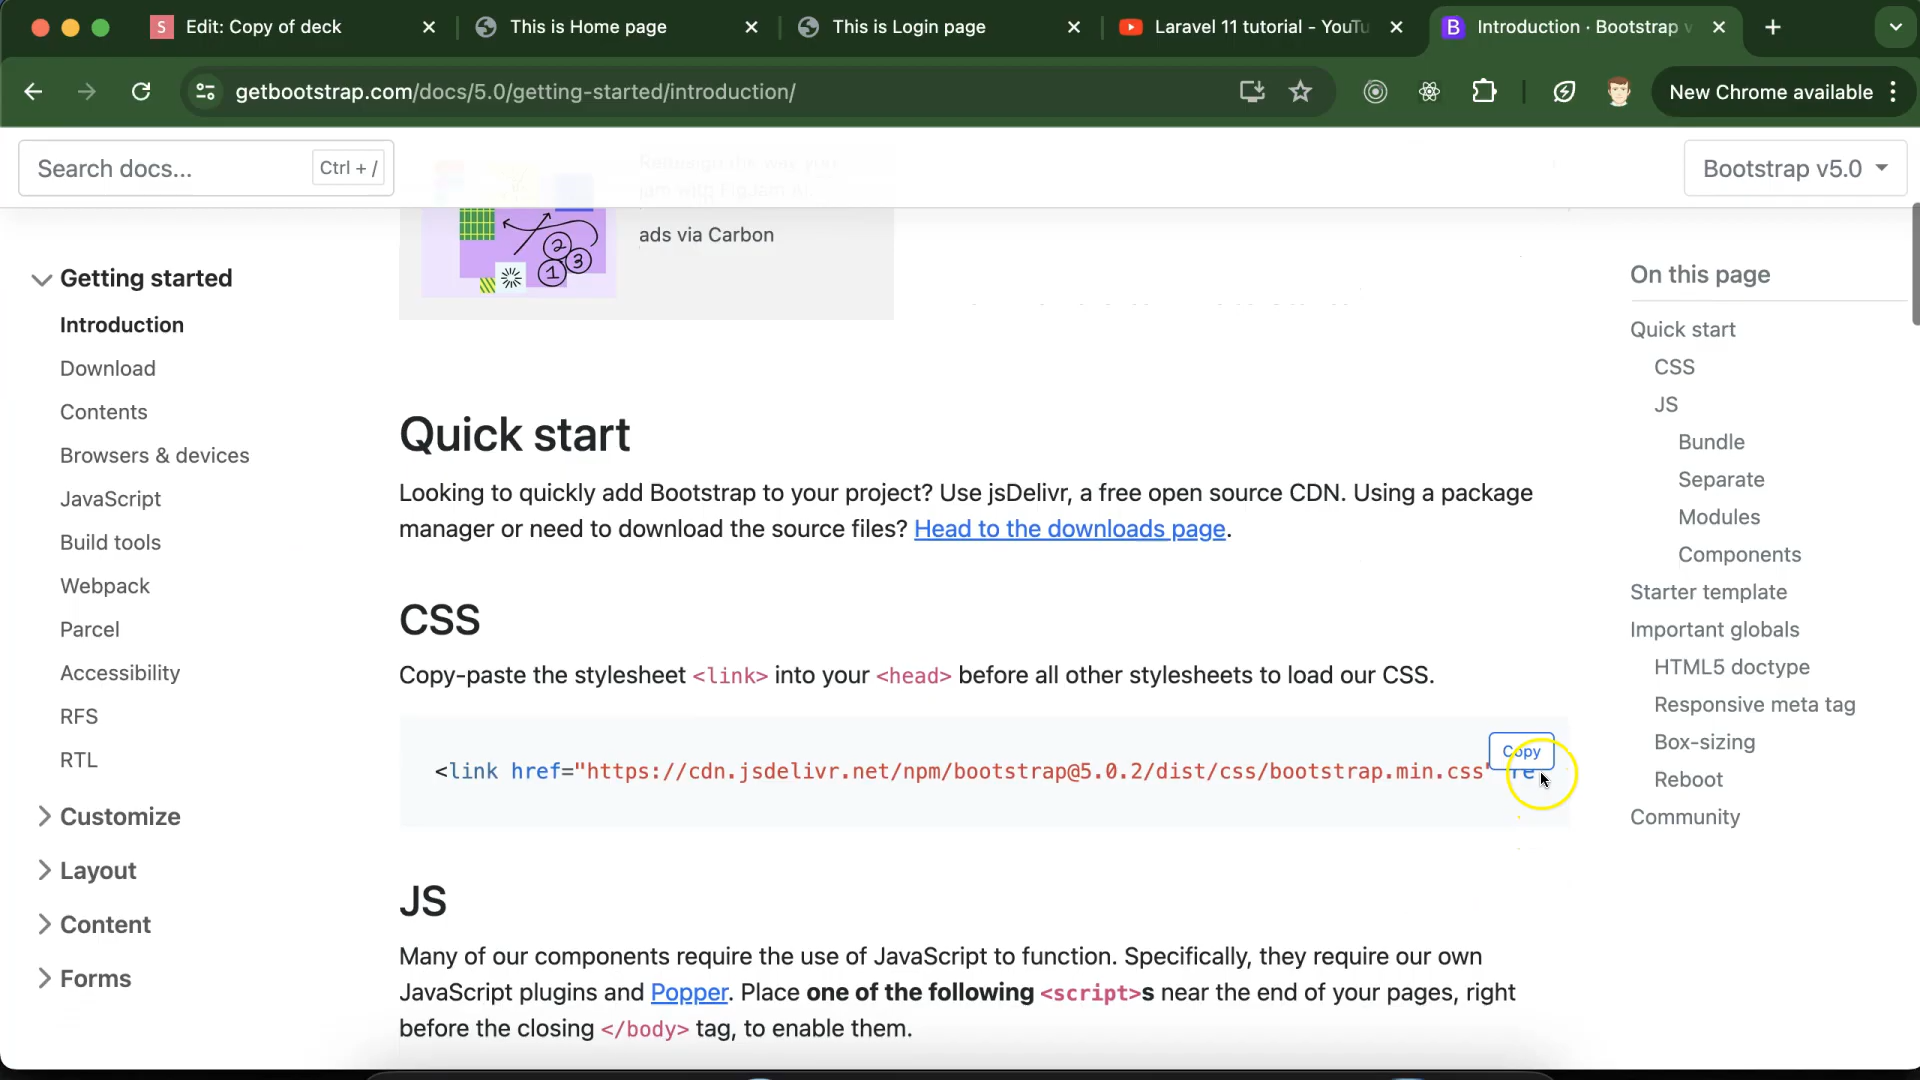 Edit: Copy of deck
This is Home page
This is Login page
Laravel 11 tutorial - YouTu
Introduction · Bootstrap v
getbootstrap.com/docs/5.0/getting-started/introduction/
New Chrome available
Search docs...
Ctrl + /
Bootstrap v5.0
ads via Carbon
Getting started
Introduction
Download
Contents
Browsers & devices
JavaScript
Build tools
Webpack
Parcel
Accessibility
RFS
RTL
Customize
Layout
Content
Forms
Quick start
Looking to quickly add Bootstrap to your project? Use jsDelivr, a free open source CDN. Using a package
manager or need to download the source files? Head to the downloads page.
CSS
Copy-paste the stylesheet <link> into your <head> before all other stylesheets to load our CSS.
Copy
<link href="https://cdn.jsdelivr.net/npm/bootstrap@5.0.2/dist/css/bootstrap.min.css" re
JS
Many of our components require the use of JavaScript to function. Specifically, they require our own
JavaScript plugins and Popper. Place one of the following <script>s near the end of your pages, right
before the closing </body> tag, to enable them.
On this page
Quick start
CSS
JS
Bundle
Separate
Modules
Components
Starter template
Important globals
HTML5 doctype
Responsive meta tag
Box-sizing
Reboot
Community